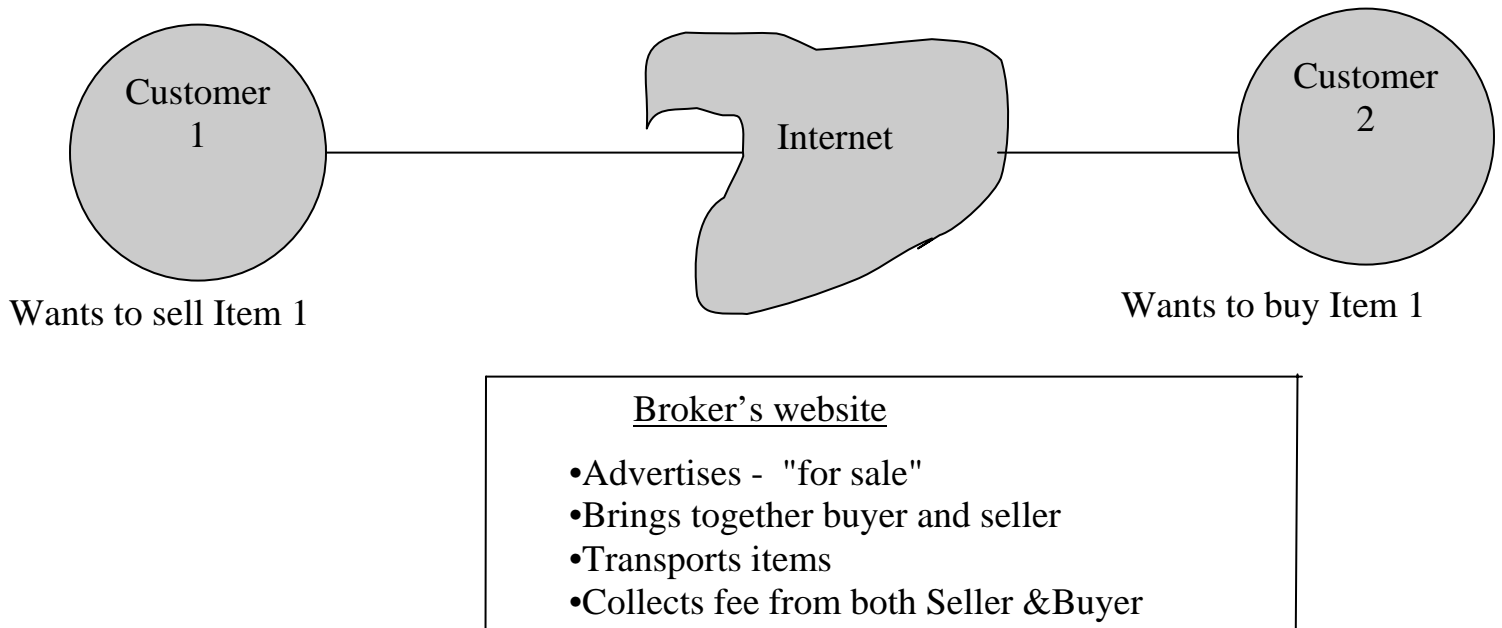 Customer
1
Internet
Customer
2
Wants to sell Item 1
Wants to buy Item 1
Broker’s website
•Advertises - "for sale"
•Brings together buyer and seller
•Transports items
•Collects fee from both Seller &Buyer